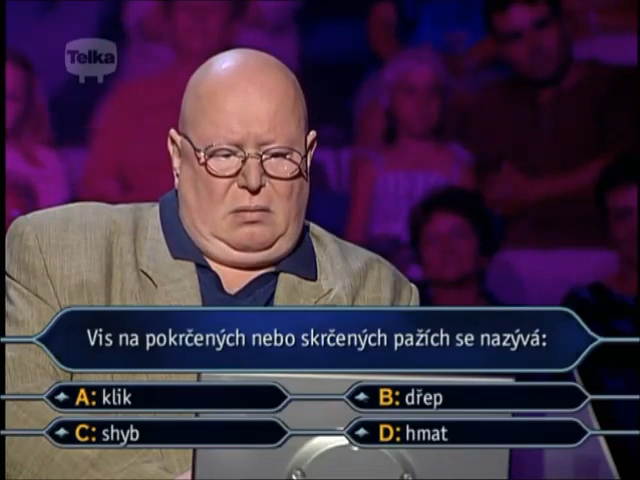 Telka
Vis na pokrčených nebo skrčených pažích se nazývá:
A: klik
B: dřep
C: shyb
D: hmat